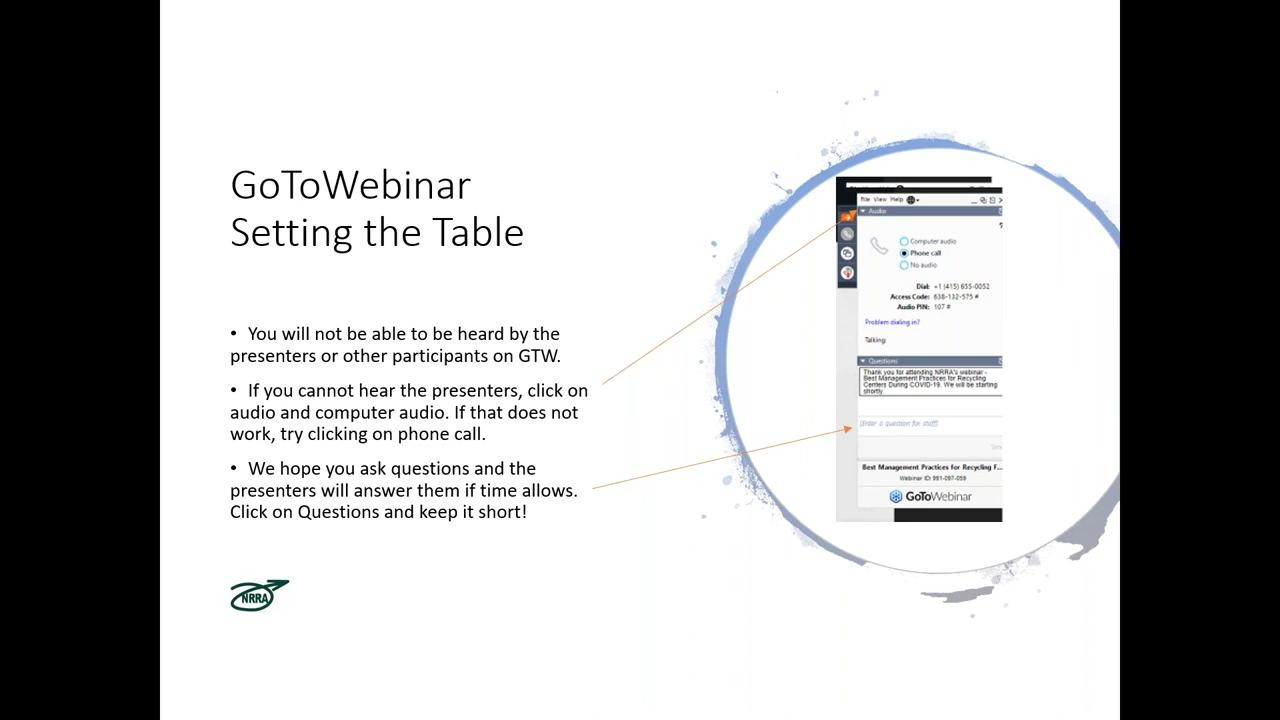 GoToWebinar
Setting the Table
• You will not be able to be heard by the
presenters or other participants on GTW.
• If you cannot hear the presenters, click on
audio and computer audio. If that does not
work, try clicking on phone call.
• We hope you ask questions and the
presenters will answer them if time allows.
Click on Questions and keep it short!
NRRA
File View Help
Audio
?
Computer audio
Phone call
No audio
Dial: +1 (415) 655-0052
Access Code: 638-132-575 #
Audio PIN: 107 #
Problem dialing in?
Talking:
Questions
Thank you for attending NRRA's webinar -
Best Management Practices for Recycling
Centers During COVID-19. We will be starting
shortly.
[Enter a question for staff]
Best Management Practices for Recycling F...
Webinar ID: 991-097-059
GoToWebinar